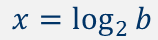 x = log₂ b